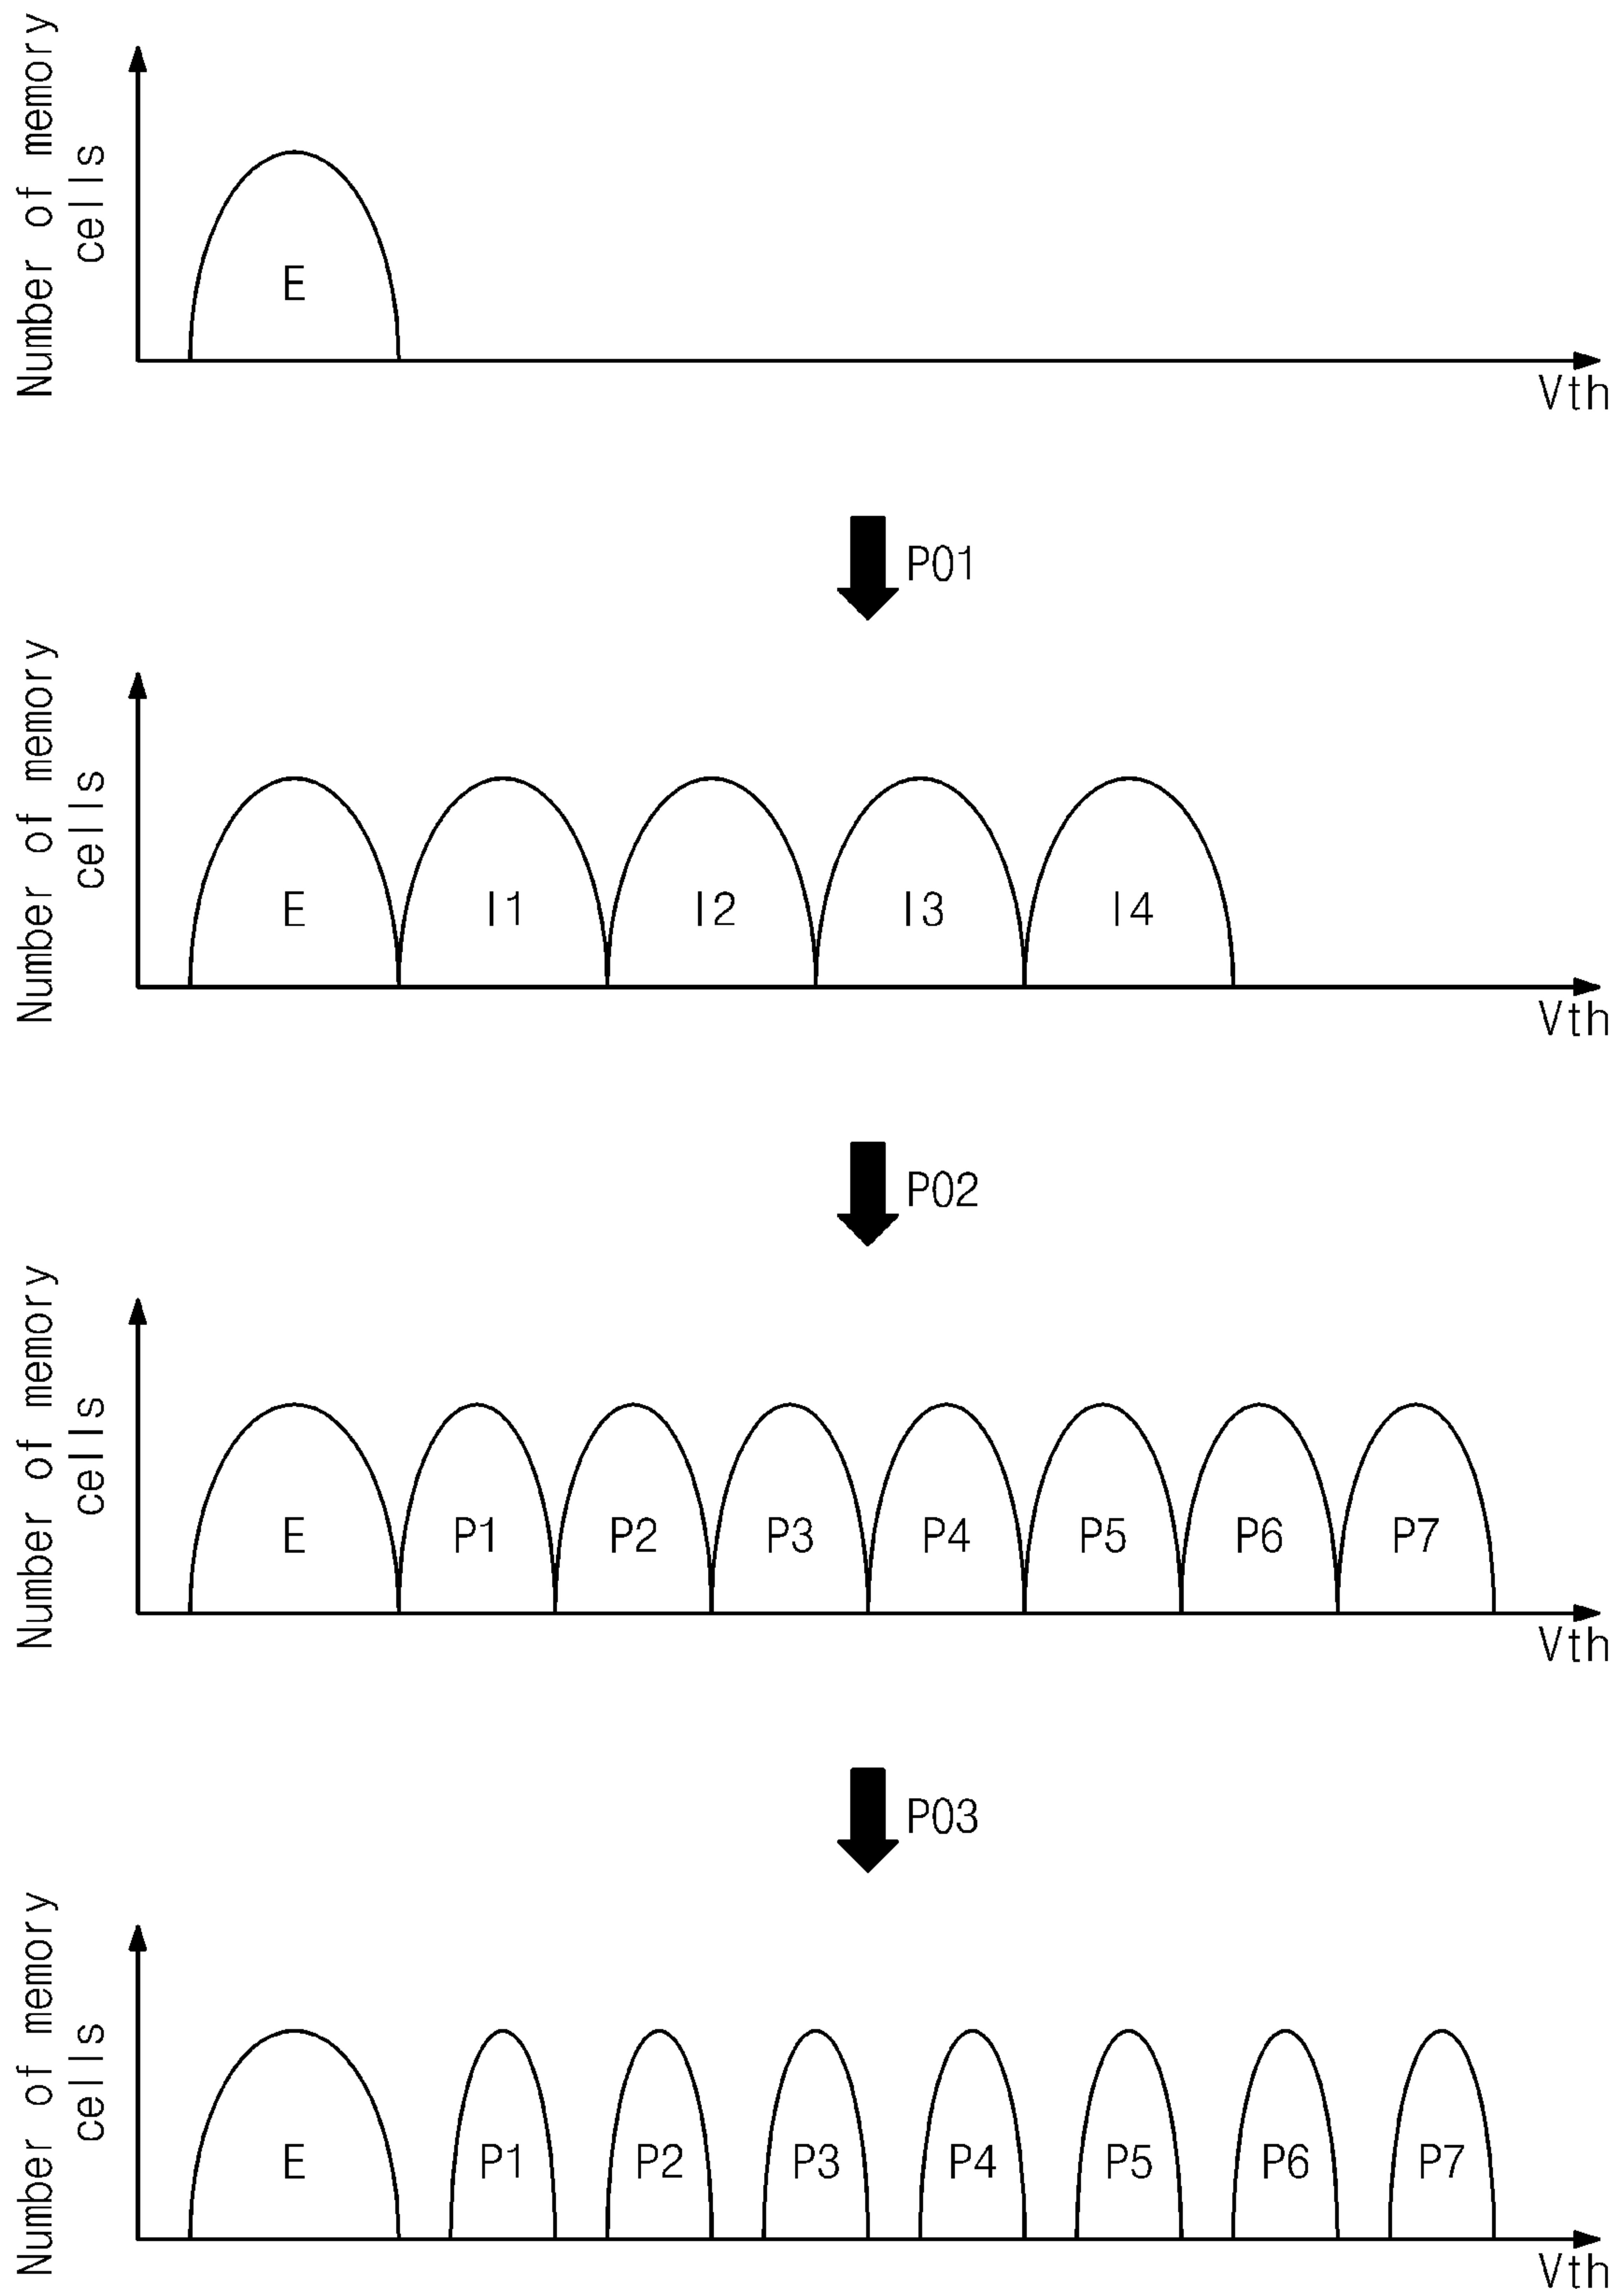 Number of memory
cells
E
Vth
P01
Number of memory
cells
E
I1
I2
I3
I4
Vth
P02
Number of memory
cells
E
P1
P2
P3
P4
P5
P6
P7
Vth
P03
Number of memory
cells
E
P1
P2
P3
P4
P5
P6
P7
Vth